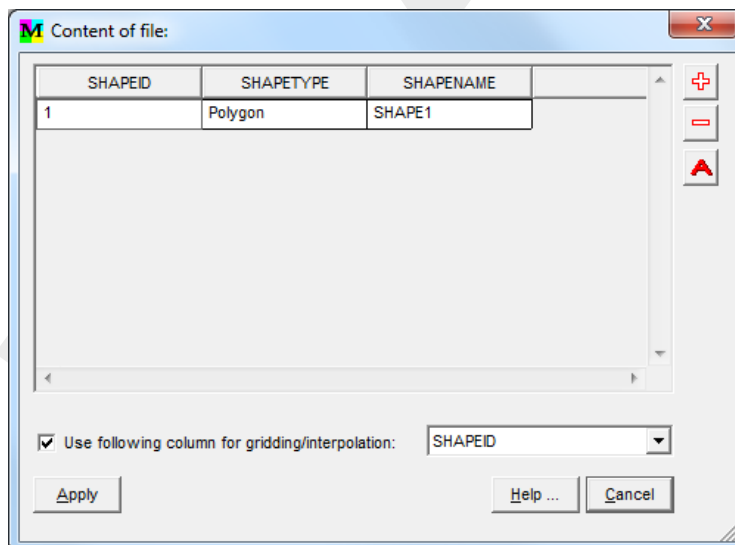 M Content of file:
SHAPEID SHAPETYPE SHAPENAME
1 Polygon SHAPE1
A
Use following column for gridding/interpolation: SHAPEID
Apply Help ... Cancel